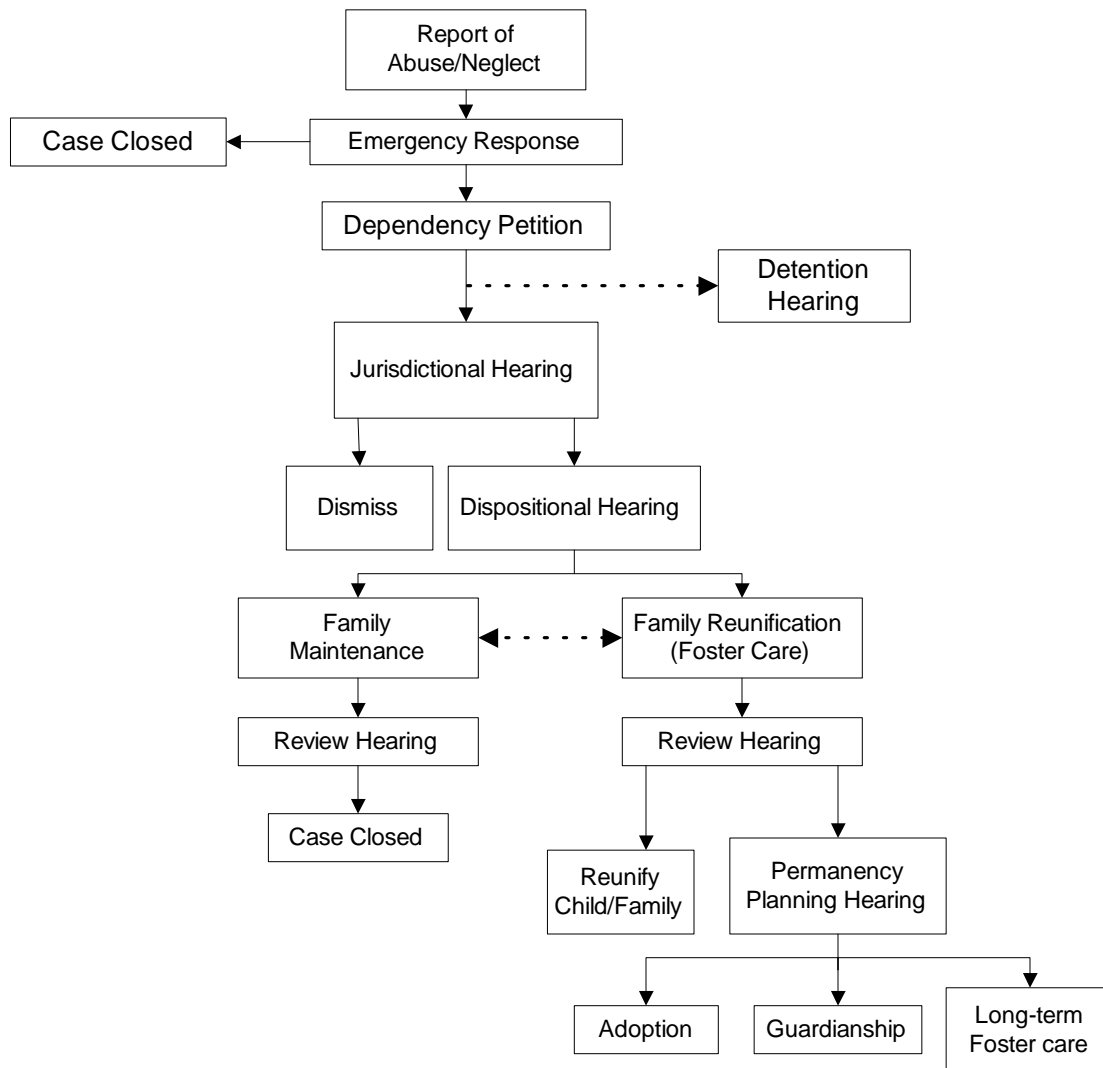 Report of
Abuse/Neglect
Case Closed
Emergency Response
Dependency Petition
Detention
Hearing
Jurisdictional Hearing
Dismiss
Dispositional Hearing
Family
Maintenance
Family Reunification
(Foster Care)
Review Hearing
Review Hearing
Case Closed
Reunify
Child/Family
Permanency
Planning Hearing
Adoption
Guardianship
Long-term
Foster care